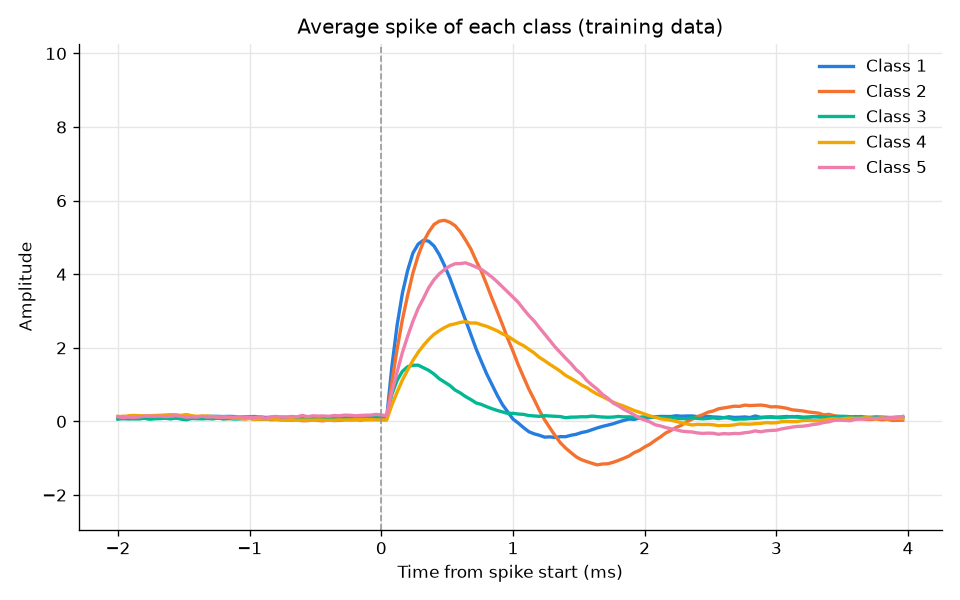 Average spike of each class (training data)
10
8
6
4
2
0
−2
Amplitude
Class 1
Class 2
Class 3
Class 4
Class 5
−2 −1 0 1 2 3 4
Time from spike start (ms)